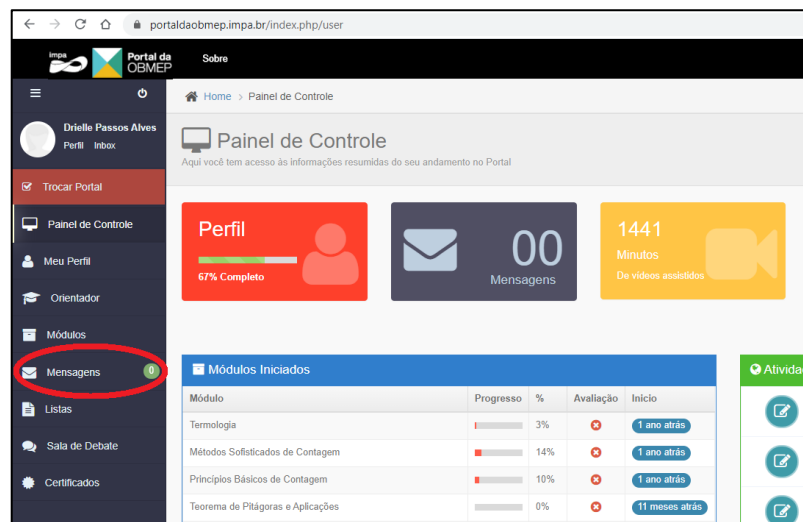 portaldaobmep.impa.br/index.php/user
impa
Portal da
OBMEP
Sobre
Home > Painel de Controle
Drielle Passos Alves
Perfil Inbox
Painel de Controle
Aqui você tem acesso às informações resumidas do seu andamento no Portal
Trocar Portal
Painel de Controle
Meu Perfil
Orientador
Módulos
Mensagens 0
Listas
Sala de Debate
Certificados
Perfil
67% Completo
00
Mensagens
1441
Minutos
De vídeos assistidos
Módulos Iniciados
Módulo Progresso % Avaliação Inicio
Termologia 3% 1 ano atrás
Métodos Sofisticados de Contagem 14% 1 ano atrás
Princípios Básicos de Contagem 10% 1 ano atrás
Teorema de Pitágoras e Aplicações 0% 11 meses atrás